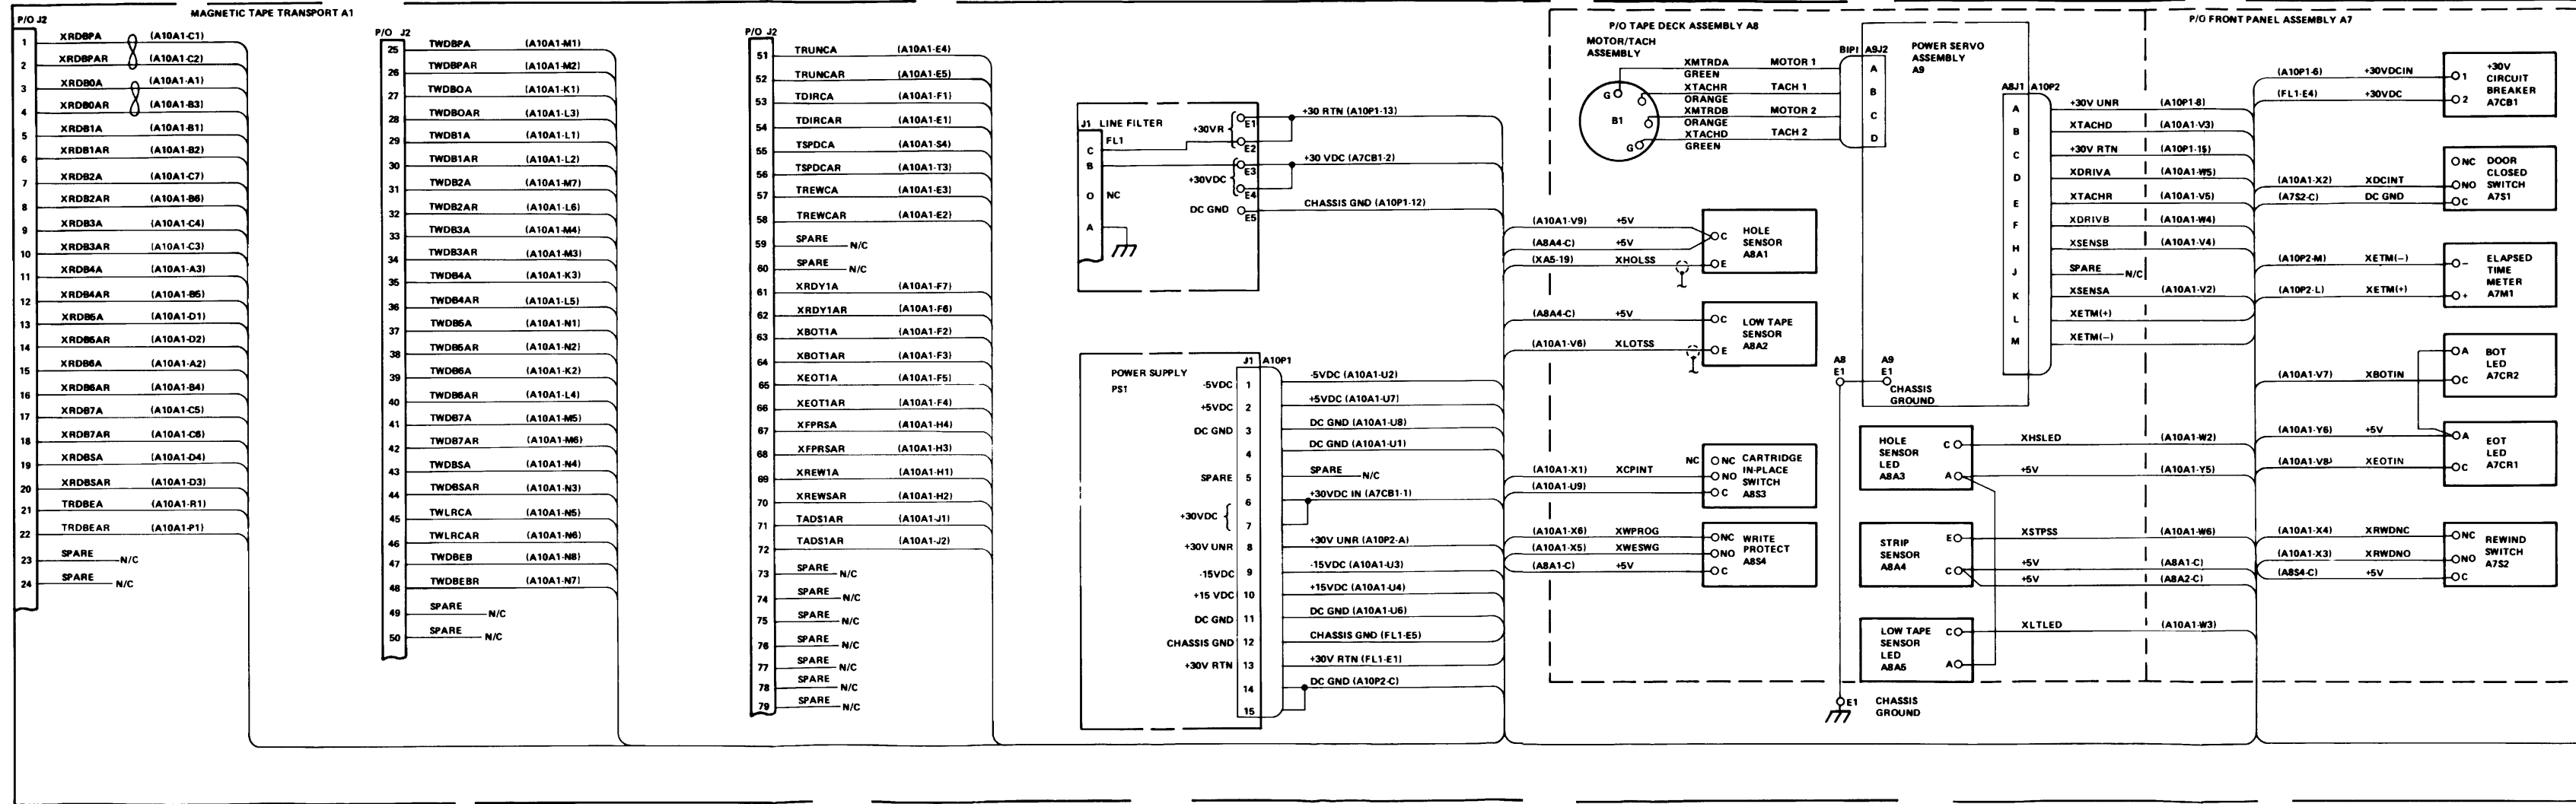 MAGNETIC TAPE TRANSPORT A1
P/O J2
1 XRDBPA (A10A1-C1)
2 XRDBPAR (A10A1-C2)
3 XRDB0A (A10A1-A1)
4 XRDB0AR (A10A1-B3)
5 XRDB1A (A10A1-B1)
6 XRDB1AR (A10A1-B2)
7 XRDB2A (A10A1-C7)
8 XRDB2AR (A10A1-B6)
9 XRDB3A (A10A1-C4)
10 XRDB3AR (A10A1-C3)
11 XRDB4A (A10A1-A3)
12 XRDB4AR (A10A1-B5)
13 XRDB5A (A10A1-D1)
14 XRDB5AR (A10A1-D2)
15 XRDB6A (A10A1-A2)
16 XRDB6AR (A10A1-B4)
17 XRDB7A (A10A1-C5)
18 XRDB7AR (A10A1-C6)
19 XRDBSA (A10A1-D4)
20 XRDBSAR (A10A1-D3)
21 TRDBEA (A10A1-R1)
22 TRDBEAR (A10A1-P1)
23 SPARE N/C
24 SPARE N/C
P/O J2
25 TWDBPA (A10A1-M1)
26 TWDBPAR (A10A1-M2)
27 TWDBOA (A10A1-K1)
28 TWDBOAR (A10A1-L3)
29 TWDB1A (A10A1-L1)
30 TWDB1AR (A10A1-L2)
31 TWDB2A (A10A1-M7)
32 TWDB2AR (A10A1-L6)
33 TWDB3A (A10A1-M4)
34 TWDB3AR (A10A1-M3)
35 TWDB4A (A10A1-K3)
36 TWDB4AR (A10A1-L5)
37 TWDB5A (A10A1-N1)
38 TWDB5AR (A10A1-N2)
39 TWDB6A (A10A1-K2)
40 TWDB6AR (A10A1-L4)
41 TWDB7A (A10A1-M5)
42 TWDB7AR (A10A1-M6)
43 TWDBSA (A10A1-N4)
44 TWDBSAR (A10A1-N3)
45 TWLRCA (A10A1-N5)
46 TWLRCAR (A10A1-N6)
47 TWDBEB (A10A1-N8)
48 TWDBEBR (A10A1-N7)
49 SPARE N/C
50 SPARE N/C
P/O J2
51 TRUNCA (A10A1-E4)
52 TRUNCAR (A10A1-E5)
53 TDIRCA (A10A1-F1)
54 TDIRCAR (A10A1-E1)
55 TSPDCA (A10A1-S4)
56 TSPDCAR (A10A1-T3)
57 TREWCA (A10A1-E3)
58 TREWCAR (A10A1-E2)
59 SPARE N/C
60 SPARE N/C
61 XRDY1A (A10A1-F7)
62 XRDY1AR (A10A1-F6)
63 XBOT1A (A10A1-F2)
64 XBOT1AR (A10A1-F3)
65 XEOT1A (A10A1-F5)
66 XEOT1AR (A10A1-F4)
67 XFPRSA (A10A1-H4)
68 XFPRSAR (A10A1-H3)
69 XREW1A (A10A1-H1)
70 XREWSAR (A10A1-H2)
71 TADS1AR (A10A1-J1)
72 TADS1AR (A10A1-J2)
73 SPARE N/C
74 SPARE N/C
75 SPARE N/C
76 SPARE N/C
77 SPARE N/C
78 SPARE N/C
79 SPARE N/C
J1 LINE FILTER
FL1
C
B
O NC
A
+30VR E1 +30 RTN (A10P1-13)
E2
+30VDC E3 +30 VDC (A7CB1-2)
E4
DC GND E5 CHASSIS GND (A10P1-12)
POWER SUPPLY
PS1
J1 A10P1
-5VDC 1 -5VDC (A10A1-U2)
+5VDC 2 +5VDC (A10A1-U7)
DC GND 3 DC GND (A10A1-U8)
4 DC GND (A10A1-U1)
SPARE 5 SPARE N/C
6 +30VDC IN (A7CB1-1)
+30VDC
7
+30V UNR 8 +30V UNR (A10P2-A)
-15VDC 9 -15VDC (A10A1-U3)
+15 VDC 10 +15VDC (A10A1-U4)
DC GND 11 DC GND (A10A1-U6)
CHASSIS GND 12 CHASSIS GND (FL1-E5)
+30V RTN 13 +30V RTN (FL1-E1)
14 DC GND (A10P2-C)
15
P/O TAPE DECK ASSEMBLY A8
MOTOR/TACH
ASSEMBLY
B1
G
G
XMTRDA MOTOR 1
GREEN
XTACHR TACH 1
ORANGE
XMTRDB MOTOR 2
ORANGE
XTACHD TACH 2
GREEN
BIPI A9J2
A
B
C
D
POWER SERVO
ASSEMBLY
A9
A8J1 A10P2
A +30V UNR (A10P1-8)
B XTACHD (A10A1-V3)
C +30V RTN (A10P1-15)
D XDRIVA (A10A1-W5)
E XTACHR (A10A1-V5)
F XDRIVB (A10A1-W4)
H XSENSB (A10A1-V4)
J SPARE N/C
K XSENSA (A10A1-V2)
L XETM(+)
M XETM(−)
(A10A1-V9) +5V
(A8A4-C) +5V C
(XA5-19) XHOLSS E
HOLE
SENSOR
A8A1
(A8A4-C) +5V C
(A10A1-V6) XLOTSS E
LOW TAPE
SENSOR
A8A2
A8
E1
A9
E1
CHASSIS
GROUND
NC NC
(A10A1-X1) XCPINT NO
(A10A1-U9) C
CARTRIDGE
IN-PLACE
SWITCH
A8S3
(A10A1-X6) XWPROG NC
(A10A1-X5) XWESWG NO
(A8A1-C) +5V C
WRITE
PROTECT
A8S4
HOLE
SENSOR
LED
A8A3
C XHSLED (A10A1-W2)
A +5V (A10A1-Y5)
STRIP
SENSOR
A8A4
E XSTPSS (A10A1-W6)
C +5V (A8A1-C)
+5V (A8A2-C)
LOW TAPE
SENSOR
LED
A8A5
C XLTLED (A10A1-W3)
A
E1 CHASSIS
GROUND
P/O FRONT PANEL ASSEMBLY A7
(A10P1-6) +30VDCIN 1
(FL1-E4) +30VDC 2
+30V
CIRCUIT
BREAKER
A7CB1
NC
(A10A1-X2) XDCINT NO
(A7S2-C) DC GND C
DOOR
CLOSED
SWITCH
A7S1
(A10P2-M) XETM(−) −
(A10P2-L) XETM(+) +
ELAPSED
TIME
METER
A7M1
A
(A10A1-V7) XBOTIN C
BOT
LED
A7CR2
(A10A1-Y6) +5V A
(A10A1-V8) XEOTIN C
EOT
LED
A7CR1
(A10A1-X4) XRWDNC NC
(A10A1-X3) XRWDNO NO
(A8S4-C) +5V C
REWIND
SWITCH
A7S2